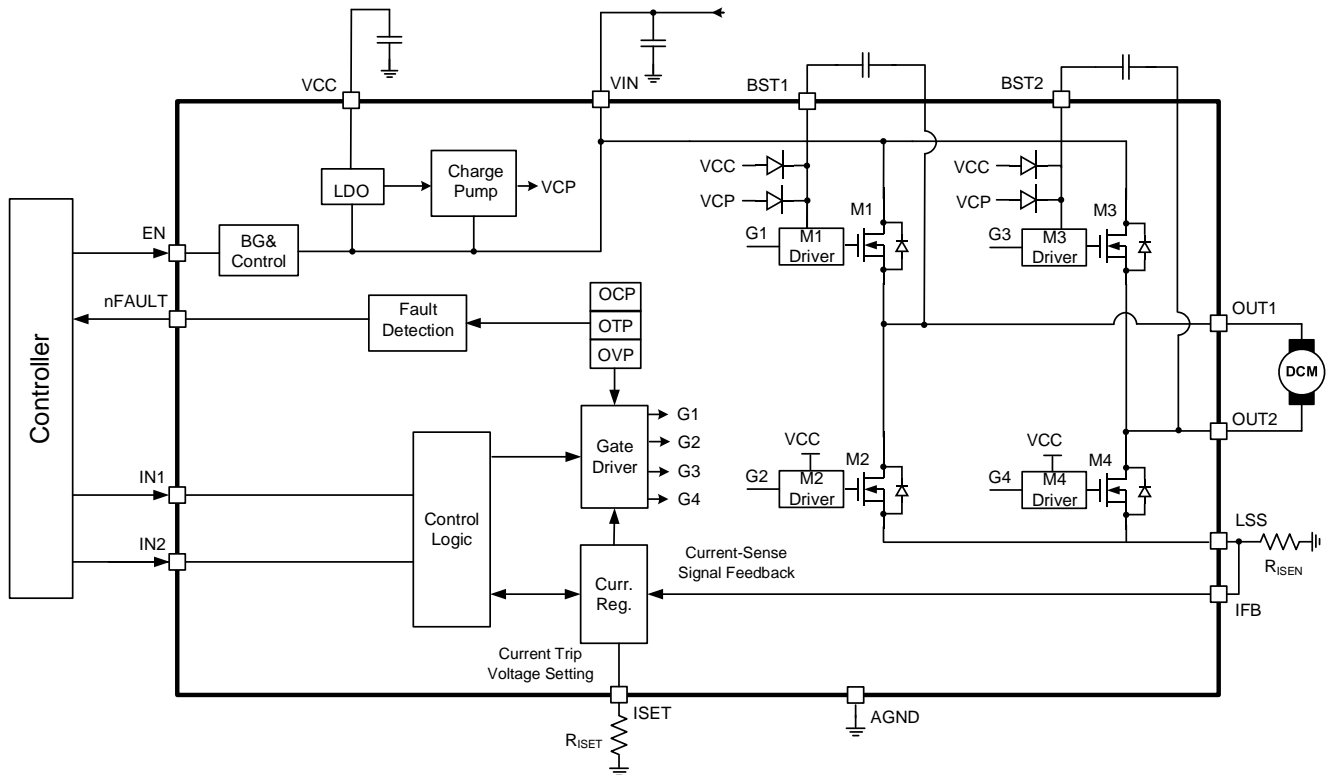 VCC
VIN
BST1
BST2
LDO
Charge
Pump
VCP
VCC
VCP
VCC
VCP
M1
M3
G1
M1
Driver
G3
M3
Driver
EN
BG&
Control
nFAULT
Fault
Detection
OCP
OTP
OVP
OUT1
DCM
OUT2
Controller
Gate
Driver
G1
G2
G3
G4
VCC
VCC
M2
M4
G2
M2
Driver
G4
M4
Driver
IN1
IN2
Control
Logic
Curr.
Reg.
Current-Sense
Signal Feedback
LSS
RISEN
IFB
Current Trip
Voltage Setting
ISET
RISET
AGND